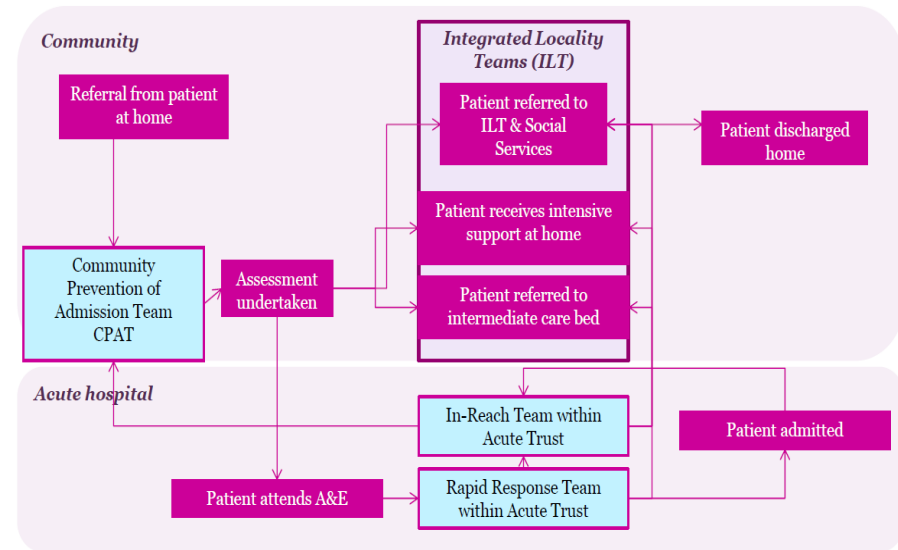 Community
Integrated Locality
Teams (ILT)
Referral from patient
at home
Patient referred to
ILT & Social
Services
Patient discharged
home
Patient receives intensive
support at home
Community
Prevention of
Admission Team
CPAT
Assessment
undertaken
Patient referred to
intermediate care bed
Acute hospital
In-Reach Team within
Acute Trust
Patient admitted
Patient attends A&E
Rapid Response Team
within Acute Trust